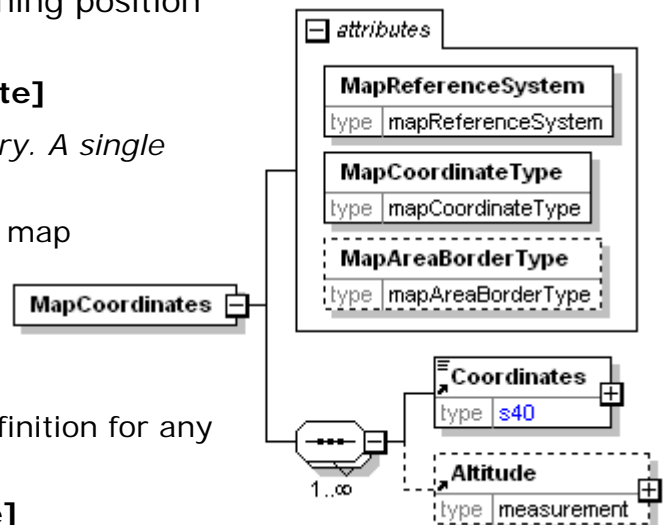 ning position
te]
ry. A single
map
finition for any
e]
attributes
MapReferenceSystem
type mapReferenceSystem
MapCoordinateType
type mapCoordinateType
MapAreaBorderType
type mapAreaBorderType
MapCoordinates
Coordinates
type s40
1..∞
Altitude
type measurement